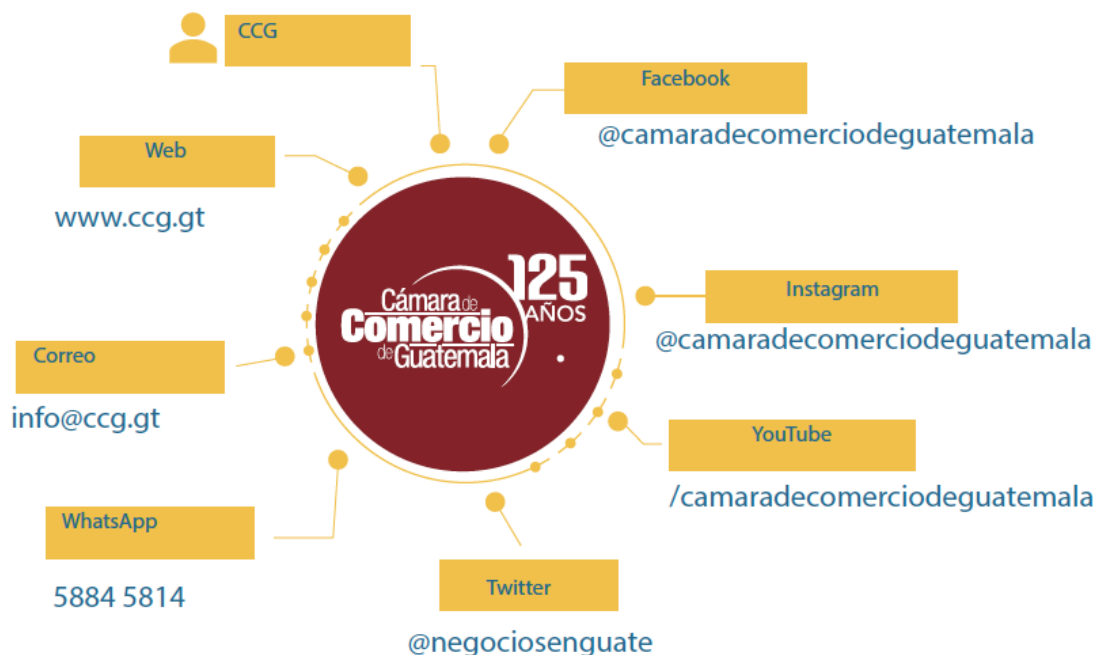 CCG
Facebook
@camaradecomerciodeguatemala
Web
www.ccg.gt
125
AÑOS
Cámara de
Comercio
de Guatemala
Instagram
@camaradecomerciodeguatemala
Correo
info@ccg.gt
YouTube
/camaradecomerciodeguatemala
WhatsApp
5884 5814
Twitter
@negociosenguate